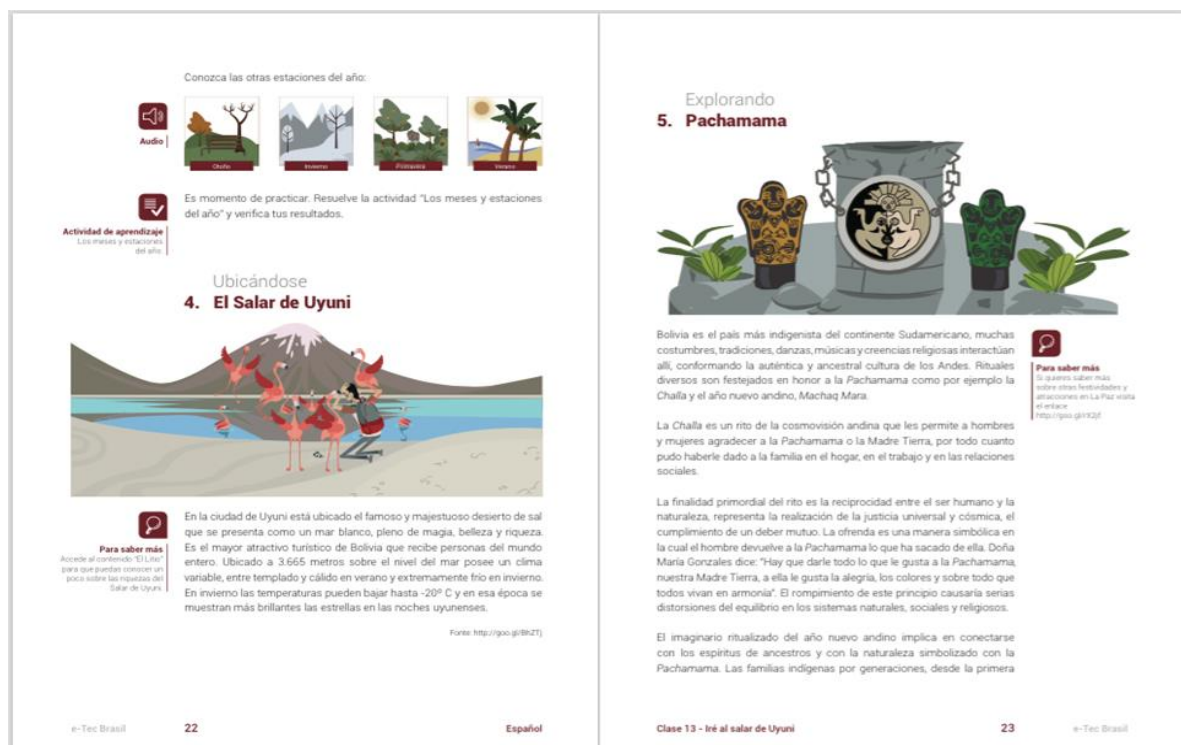 Conozca las otras estaciones del año:
Audio
Otoño
Invierno
Primavera
Verano
Es momento de practicar. Resuelve la actividad "Los meses y estaciones
del año" y verifica tus resultados.
Actividad de aprendizaje
Los meses y estaciones
del año.
Ubicándose
4. El Salar de Uyuni
En la ciudad de Uyuni está ubicado el famoso y majestuoso desierto de sal
que se presenta como un mar blanco, pleno de magia, belleza y riqueza.
Es el mayor atractivo turístico de Bolivia que recibe personas del mundo
entero. Ubicado a 3.665 metros sobre el nivel del mar posee un clima
variable, entre templado y cálido en verano y extremamente frío en invierno.
En invierno las temperaturas pueden bajar hasta -20º C y en esa época se
muestran más brillantes las estrellas en las noches uyunenses.
Para saber más
Accede al contenido "El Litio"
para que puedas conocer un
poco sobre las riquezas del
Salar de Uyuni.
Fonte: http://goo.gl/BhZTj
e-Tec Brasil
22
Español
Explorando
5. Pachamama
Bolivia es el país más indigenista del continente Sudamericano, muchas
costumbres, tradiciones, danzas, músicas y creencias religiosas interactúan
allí, conformando la auténtica y ancestral cultura de los Andes. Rituales
diversos son festejados en honor a la Pachamama como por ejemplo la
Challa y el año nuevo andino, Machaq Mara.
Para saber más
Si quieres saber más
sobre otras festividades y
atracciones en La Paz visita
el enlace
La Challa es un rito de la cosmovisión andina que les permite a hombres
y mujeres agradecer a la Pachamama o la Madre Tierra, por todo cuanto
pudo haberle dado a la familia en el hogar, en el trabajo y en las relaciones
sociales.
La finalidad primordial del rito es la reciprocidad entre el ser humano y la
naturaleza, representa la realización de la justicia universal y cósmica, el
cumplimiento de un deber mutuo. La ofrenda es una manera simbólica en
la cual el hombre devuelve a la Pachamama lo que ha sacado de ella. Doña
María Gonzales dice: "Hay que darle todo lo que le gusta a la Pachamama,
nuestra Madre Tierra, a ella le gusta la alegría, los colores y sobre todo que
todos vivan en armonía". El rompimiento de este principio causaría serias
distorsiones del equilibrio en los sistemas naturales, sociales y religiosos.
El imaginario ritualizado del año nuevo andino implica en conectarse
con los espíritus de ancestros y con la naturaleza simbolizado con la
Pachamama. Las familias indígenas por generaciones, desde la primera
Clase 13 - Iré al salar de Uyuni
23
e-Tec Brasil